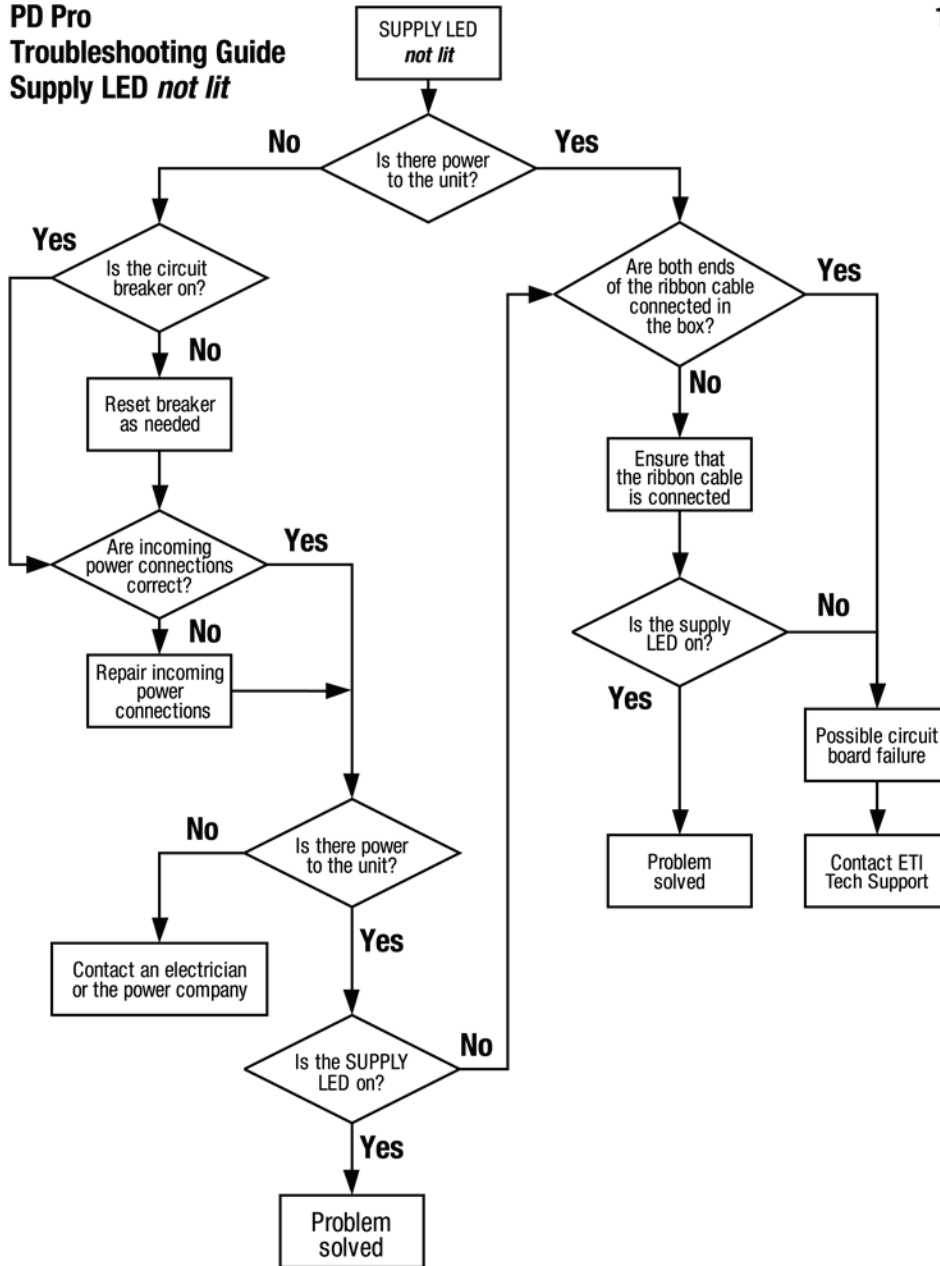 PD Pro
Troubleshooting Guide
Supply LED not lit
1
SUPPLY LED
not lit
No
Yes
Is there power
to the unit?
Yes
Is the circuit
breaker on?
Are both ends
of the ribbon cable
connected in
the box?
Yes
No
No
Reset breaker
as needed
Ensure that
the ribbon cable
is connected
Are incoming
power connections
correct?
Yes
No
Is the supply
LED on?
No
Repair incoming
power
connections
Yes
Possible circuit
board failure
No
Is there power
to the unit?
Problem
solved
Contact ETI
Tech Support
Yes
Contact an electrician
or the power company
Is the SUPPLY
LED on?
No
Yes
Problem
solved